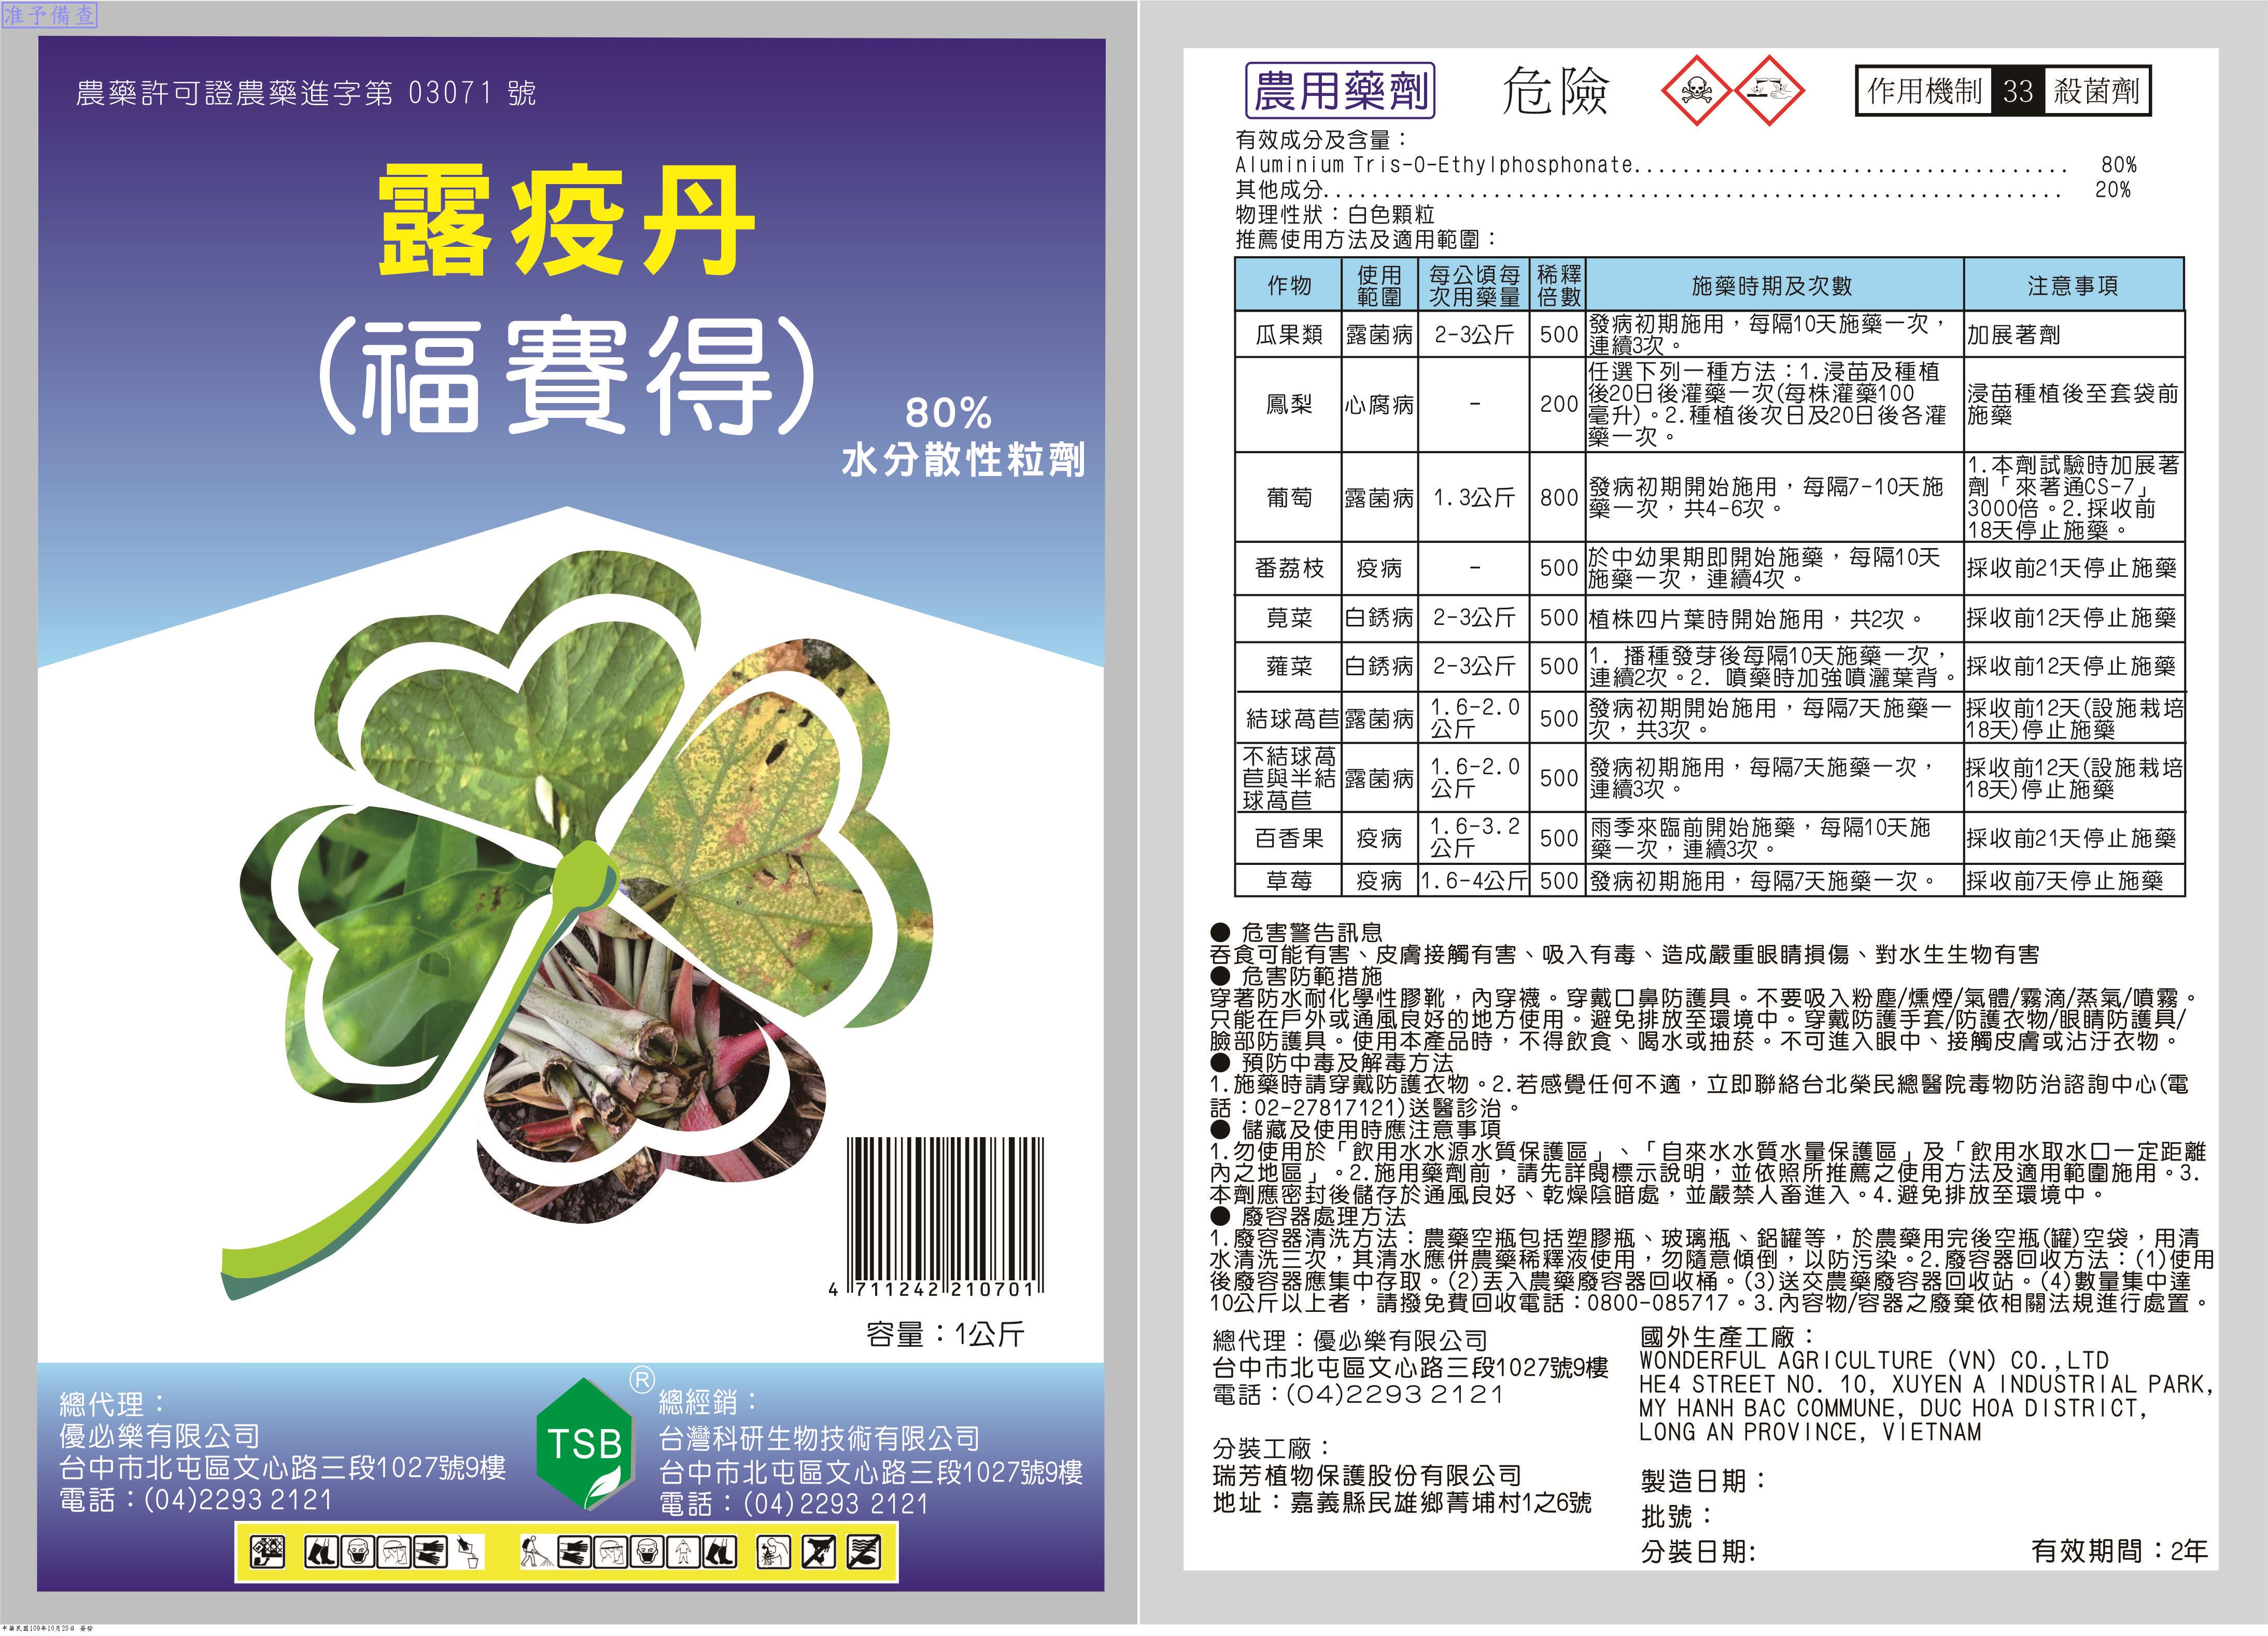 准予備查
農藥許可證農藥進字第 03071 號
露疫丹
(福賽得)
80%
水分散性粒劑
4 711242 210701
容量：1公斤
總代理：
優必樂有限公司
台中市北屯區文心路三段1027號9樓
電話：(04)2293 2121
TSB
®
總經銷：
台灣科研生物技術有限公司
台中市北屯區文心路三段1027號9樓
電話：(04)2293 2121
中華民國109年10月20日 簽發
農用藥劑
危險
作用機制 33 殺菌劑
有效成分及含量：
Aluminium Tris-O-Ethylphosphonate.................................... 80%
其他成分............................................................. 20%
物理性狀：白色顆粒
推薦使用方法及適用範圍：
作物 使用範圍 每公頃每次用藥量 稀釋倍數 施藥時期及次數 注意事項
瓜果類 露菌病 2-3公斤 500 發病初期施用，每隔10天施藥一次，
連續3次。 加展著劑
鳳梨 心腐病 - 200 任選下列一種方法：1.浸苗及種植
後20日後灌藥一次(每株灌藥100
毫升)。2.種植後次日及20日後各灌
藥一次。 浸苗種植後至套袋前
施藥
葡萄 露菌病 1.3公斤 800 發病初期開始施用，每隔7-10天施
藥一次，共4-6次。 1.本劑試驗時加展著
劑「來著通CS-7」
3000倍。2.採收前
18天停止施藥。
番荔枝 疫病 - 500 於中幼果期即開始施藥，每隔10天
施藥一次，連續4次。 採收前21天停止施藥
莧菜 白銹病 2-3公斤 500 植株四片葉時開始施用，共2次。 採收前12天停止施藥
蕹菜 白銹病 2-3公斤 500 1. 播種發芽後每隔10天施藥一次，
連續2次。2. 噴藥時加強噴灑葉背。 採收前12天停止施藥
結球萵苣 露菌病 1.6-2.0
公斤 500 發病初期開始施用，每隔7天施藥一
次，共3次。 採收前12天(設施栽培
18天)停止施藥
不結球萵
苣與半結
球萵苣 露菌病 1.6-2.0
公斤 500 發病初期施用，每隔7天施藥一次，
連續3次。 採收前12天(設施栽培
18天)停止施藥
百香果 疫病 1.6-3.2
公斤 500 雨季來臨前開始施藥，每隔10天施
藥一次，連續3次。 採收前21天停止施藥
草莓 疫病 1.6-4公斤 500 發病初期施用，每隔7天施藥一次。 採收前7天停止施藥
● 危害警告訊息
吞食可能有害、皮膚接觸有害、吸入有毒、造成嚴重眼睛損傷、對水生生物有害
● 危害防範措施
穿著防水耐化學性膠靴，內穿襪。穿戴口鼻防護具。不要吸入粉塵/燻煙/氣體/霧滴/蒸氣/噴霧。
只能在戶外或通風良好的地方使用。避免排放至環境中。穿戴防護手套/防護衣物/眼睛防護具/
臉部防護具。使用本產品時，不得飲食、喝水或抽菸。不可進入眼中、接觸皮膚或沾汙衣物。
● 預防中毒及解毒方法
1.施藥時請穿戴防護衣物。2.若感覺任何不適，立即聯絡台北榮民總醫院毒物防治諮詢中心(電
話：02-27817121)送醫診治。
● 儲藏及使用時應注意事項
1.勿使用於「飲用水水源水質保護區」、「自來水水質水量保護區」及「飲用水取水口一定距離
內之地區」。2.施用藥劑前，請先詳閱標示說明，並依照所推薦之使用方法及適用範圍施用。3.
本劑應密封後儲存於通風良好、乾燥陰暗處，並嚴禁人畜進入。4.避免排放至環境中。
● 廢容器處理方法
1.廢容器清洗方法：農藥空瓶包括塑膠瓶、玻璃瓶、鋁罐等，於農藥用完後空瓶(罐)空袋，用清
水清洗三次，其清水應併農藥稀釋液使用，勿隨意傾倒，以防污染。2.廢容器回收方法：(1)使用
後廢容器應集中存取。(2)丟入農藥廢容器回收桶。(3)送交農藥廢容器回收站。(4)數量集中達
10公斤以上者，請撥免費回收電話：0800-085717。3.內容物/容器之廢棄依相關法規進行處置。
總代理：優必樂有限公司
台中市北屯區文心路三段1027號9樓
電話：(04)2293 2121
分裝工廠：
瑞芳植物保護股份有限公司
地址：嘉義縣民雄鄉菁埔村1之6號
國外生產工廠：
WONDERFUL AGRICULTURE (VN) CO.,LTD
HE4 STREET NO. 10, XUYEN A INDUSTRIAL PARK,
MY HANH BAC COMMUNE, DUC HOA DISTRICT,
LONG AN PROVINCE, VIETNAM
製造日期：
批號：
分裝日期:
有效期間：2年